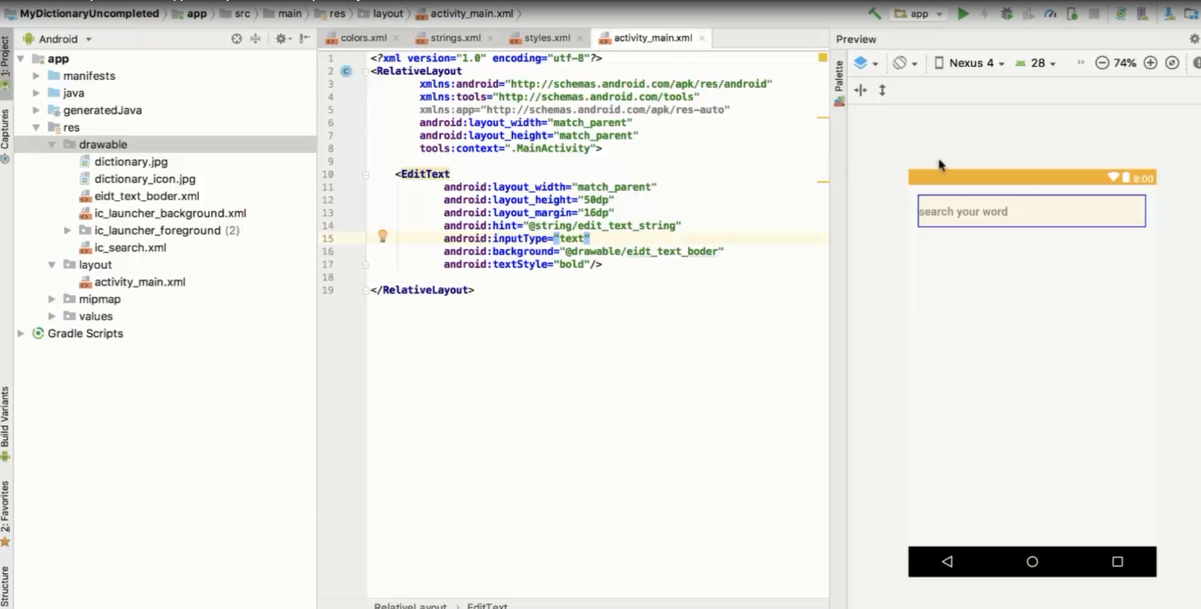 MyDictionaryUncompleted app src main res layout activity_main.xml app
Android colors.xml strings.xml styles.xml activity_main.xml Preview
1: Project
Captures
Build Variants
2: Favorites
Structure
app
manifests
java
generatedJava
res
drawable
dictionary.jpg
dictionary_icon.jpg
eidt_text_boder.xml
ic_launcher_background.xml
ic_launcher_foreground (2)
ic_search.xml
layout
activity_main.xml
mipmap
values
Gradle Scripts
1 <?xml version="1.0" encoding="utf-8"?>
2 <RelativeLayout
3 xmlns:android="http://schemas.android.com/apk/res/android"
4 xmlns:tools="http://schemas.android.com/tools"
5 xmlns:app="http://schemas.android.com/apk/res-auto"
6 android:layout_width="match_parent"
7 android:layout_height="match_parent"
8 tools:context=".MainActivity">
9
10 <EditText
11 android:layout_width="match_parent"
12 android:layout_height="50dp"
13 android:layout_margin="16dp"
14 android:hint="@string/edit_text_string"
15 android:inputType="text"
16 android:background="@drawable/eidt_text_boder"
17 android:textStyle="bold"/>
18
19 </RelativeLayout>
RelativeLayout › EditText
Palette
Nexus 4 28 74%
8:00
search your word